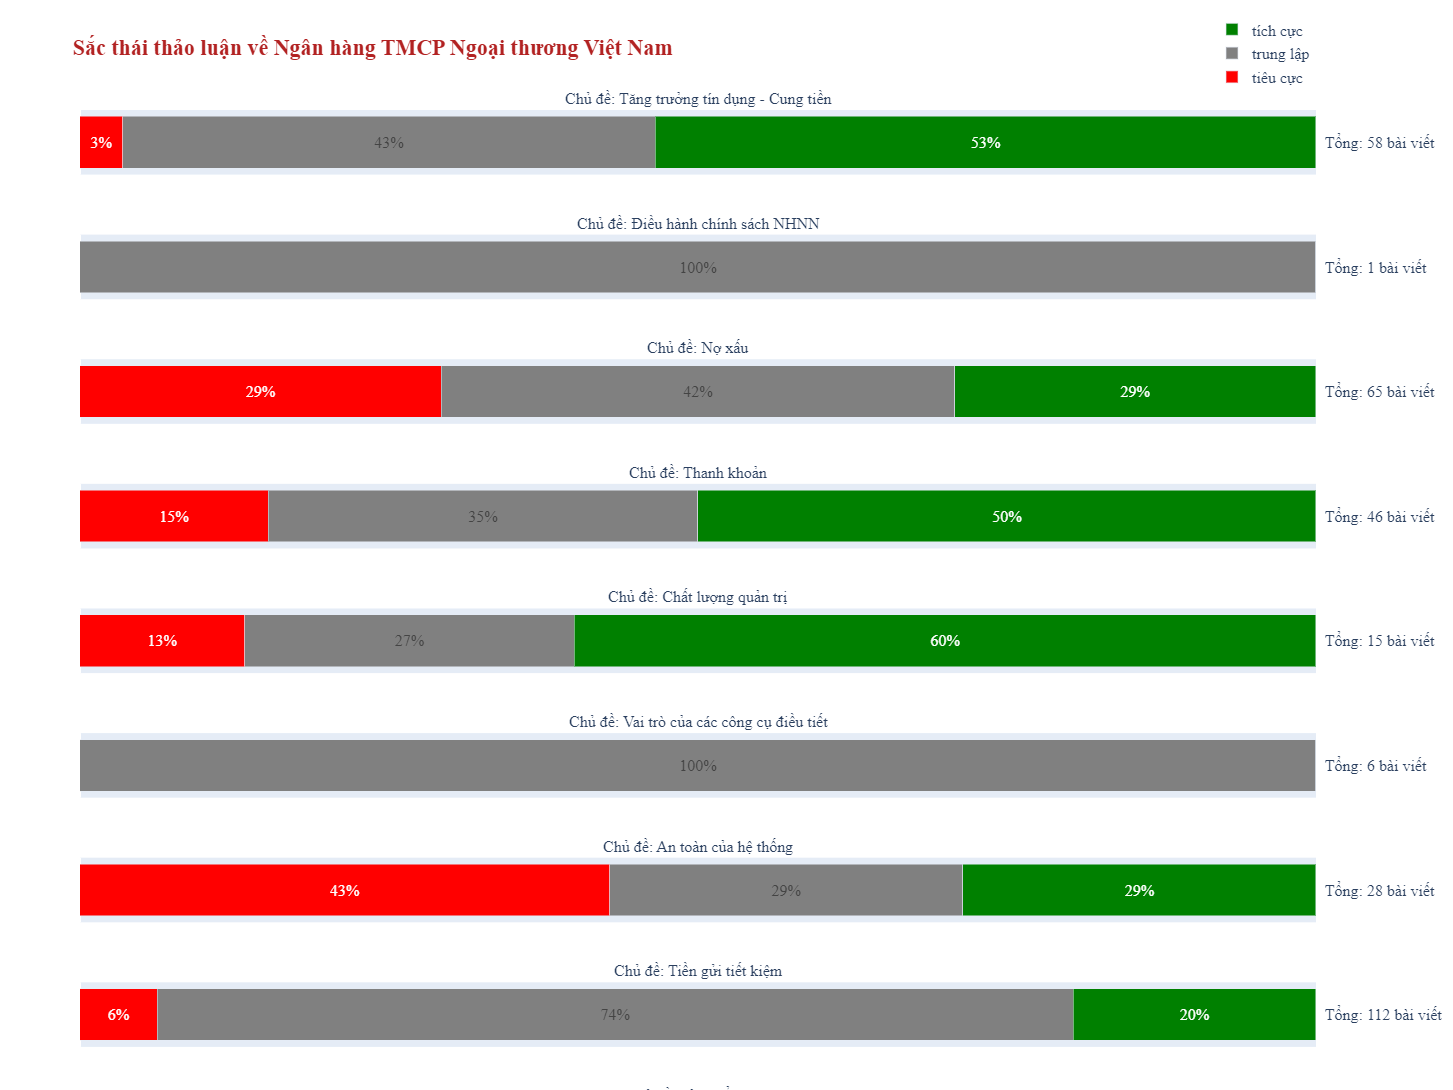 Sắc thái thảo luận về Ngân hàng TMCP Ngoại thương Việt Nam
tích cực
trung lập
tiêu cực
Chủ đề: Tăng trưởng tín dụng - Cung tiền
3% 43% 53% Tổng: 58 bài viết
Chủ đề: Điều hành chính sách NHNN
100% Tổng: 1 bài viết
Chủ đề: Nợ xấu
29% 42% 29% Tổng: 65 bài viết
Chủ đề: Thanh khoản
15% 35% 50% Tổng: 46 bài viết
Chủ đề: Chất lượng quản trị
13% 27% 60% Tổng: 15 bài viết
Chủ đề: Vai trò của các công cụ điều tiết
100% Tổng: 6 bài viết
Chủ đề: An toàn của hệ thống
43% 29% 29% Tổng: 28 bài viết
Chủ đề: Tiền gửi tiết kiệm
6% 74% 20% Tổng: 112 bài viết